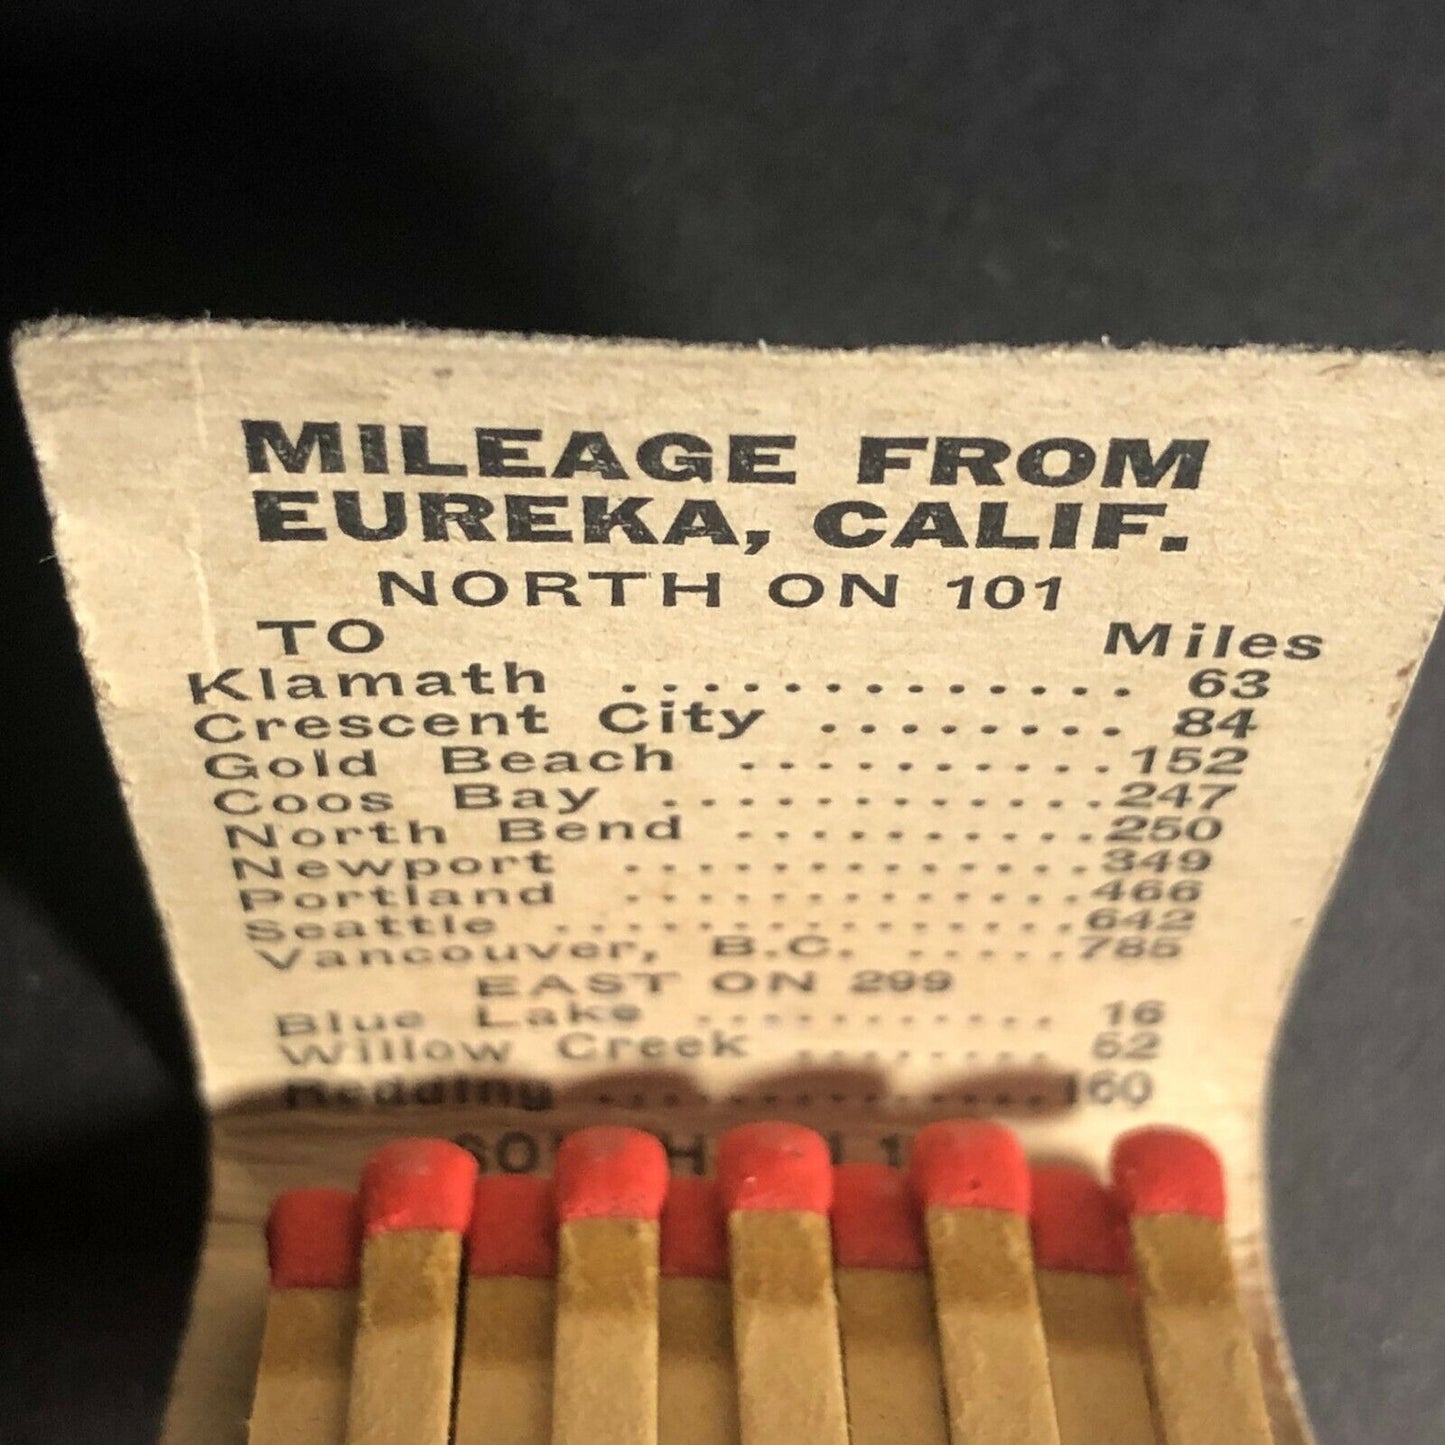 MILEAGE FROM
EUREKA, CALIF.
NORTH ON 101
TO Miles
Klamath ............. 63
Crescent City ........ 84
Gold Beach ..........152
Coos Bay ............247
North Bend ..........250
Newport ............349
Portland ............466
Seattle ..............642
Vancouver, B.C. .....785
EAST ON 299
Blue Lake ............ 16
Willow Creek ........ 52
Redding ..............160